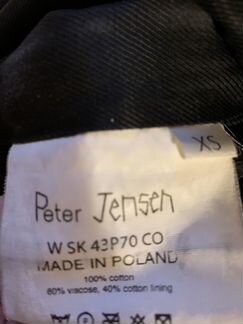 XS
Peter Jensen
W SK 43P70 CO
MADE IN POLAND
100% cotton
60% viscose, 40% cotton lining